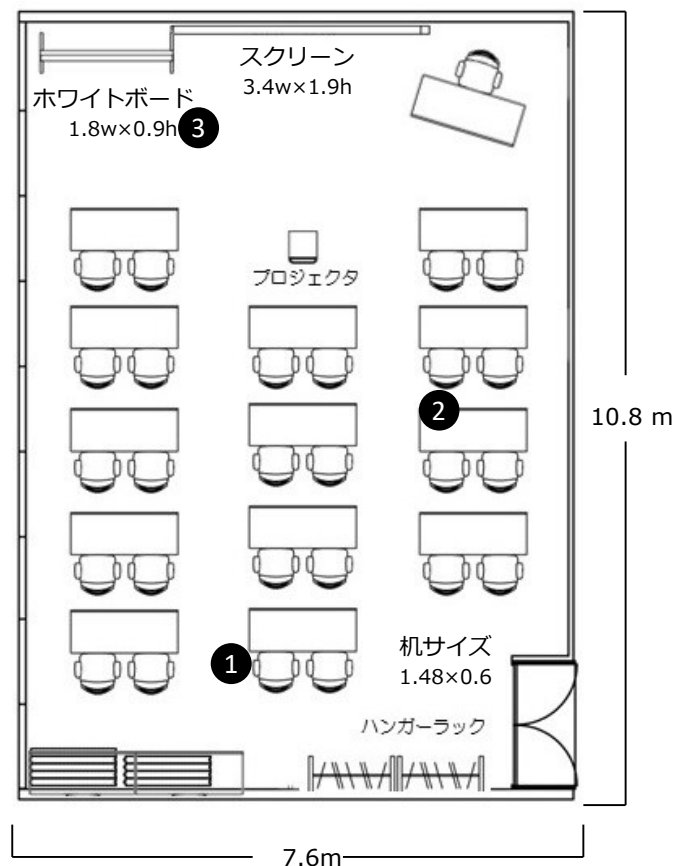 スクリーン
3.4w×1.9h
ホワイトボード
1.8w×0.9h
3
プロジェクタ
2
10.8 m
1
机サイズ
1.48×0.6
ハンガーラック
7.6m